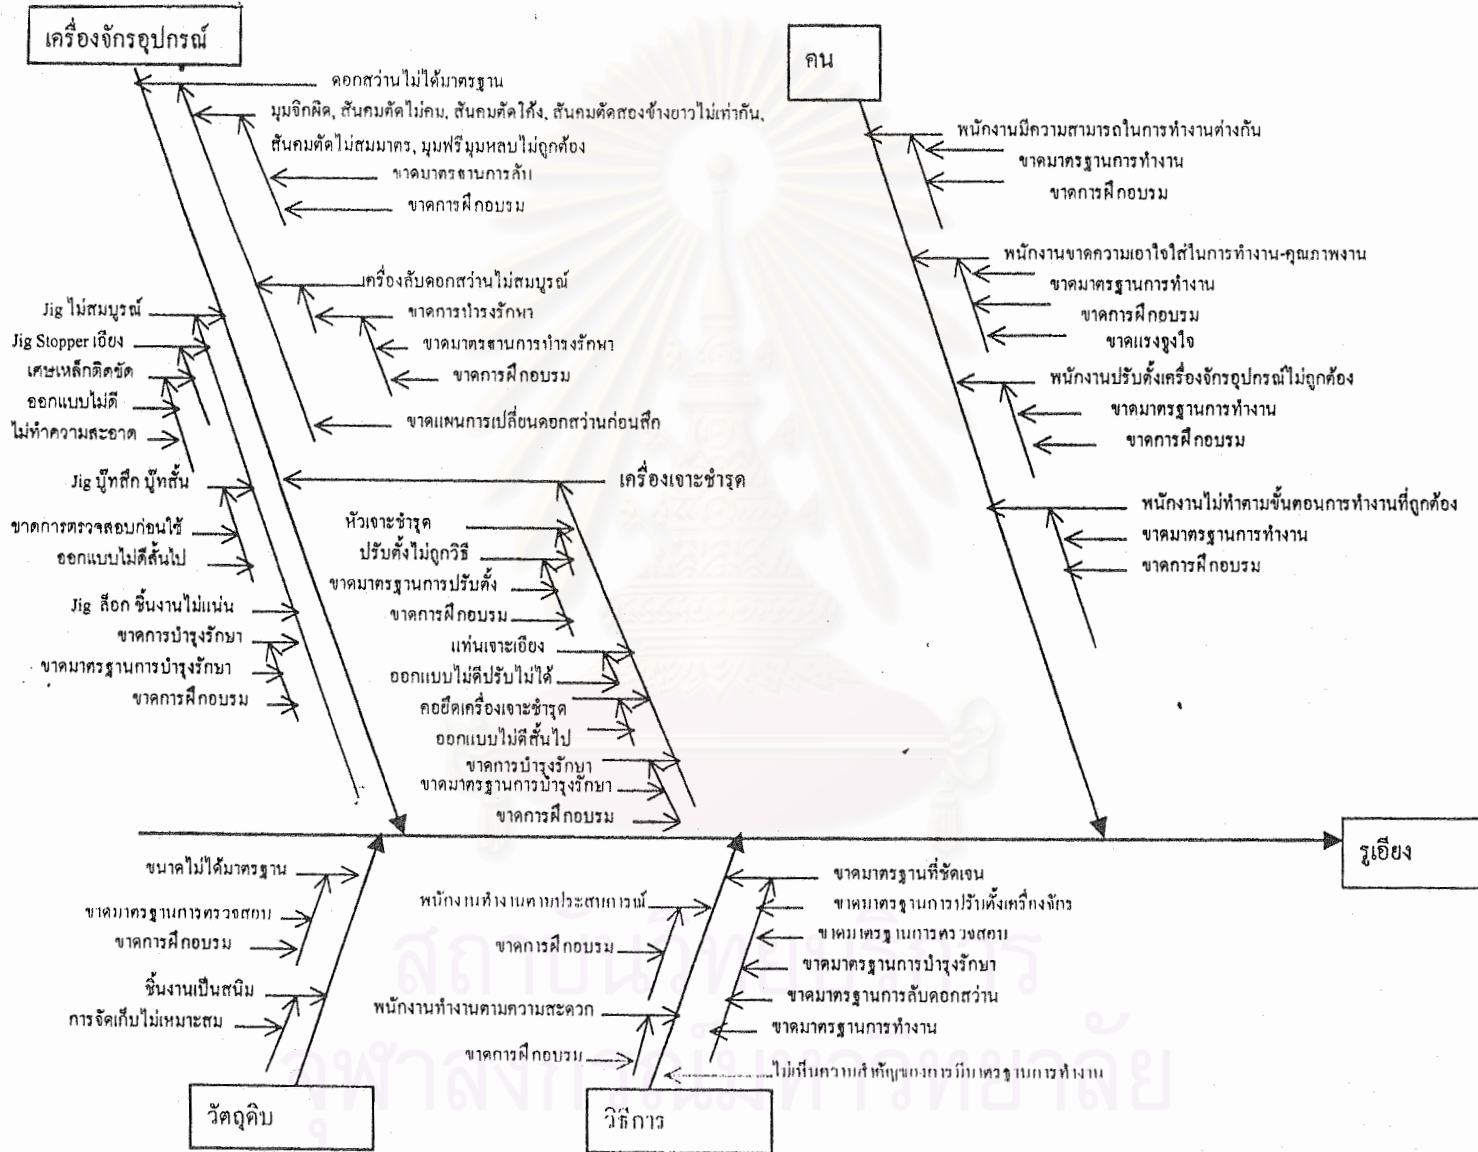 เครื่องจักรอุปกรณ์
ดอกสว่านไม่ได้มาตรฐาน
มุมจิกผิด, สันคมตัดไม่คม, สันคมตัดโค้ง, สันคมตัดสองข้างยาวไม่เท่ากัน,
สันคมตัดไม่สมมาตร, มุมฟรีมุมหลบไม่ถูกต้อง
ขาดมาตรฐานการลับ
ขาดการฝึกอบรม
เครื่องลับดอกสว่านไม่สมบูรณ์
ขาดการบำรุงรักษา
ขาดมาตรฐานการบำรุงรักษา
ขาดการฝึกอบรม
ขาดแผนการเปลี่ยนดอกสว่านก่อนสึก
Jig ไม่สมบูรณ์
Jig Stopper เอียง
เศษเหล็กติดขัด
ออกแบบไม่ดี
ไม่ทำความสะอาด
Jig บู๊ทสึก บู๊ทสั้น
ขาดการตรวจสอบก่อนใช้
ออกแบบไม่ดีสั้นไป
Jig ล็อก ชิ้นงานไม่แน่น
ขาดการบำรุงรักษา
ขาดมาตรฐานการบำรุงรักษา
ขาดการฝึกอบรม
เครื่องเจาะชำรุด
หัวเจาะชำรุด
ปรับตั้งไม่ถูกวิธี
ขาดมาตรฐานการปรับตั้ง
ขาดการฝึกอบรม
แท่นเจาะเอียง
ออกแบบไม่ดีปรับไม่ได้
คอยึดเครื่องเจาะชำรุด
ออกแบบไม่ดีสั้นไป
ขาดการบำรุงรักษา
ขาดมาตรฐานการบำรุงรักษา
ขาดการฝึกอบรม
คน
พนักงานมีความสามารถในการทำงานต่างกัน
ขาดมาตรฐานการทำงาน
ขาดการฝึกอบรม
พนักงานขาดความเอาใจใส่ในการทำงาน-คุณภาพงาน
ขาดมาตรฐานการทำงาน
ขาดการฝึกอบรม
ขาดแรงจูงใจ
พนักงานปรับตั้งเครื่องจักรอุปกรณ์ไม่ถูกต้อง
ขาดมาตรฐานการทำงาน
ขาดการฝึกอบรม
พนักงานไม่ทำตามขั้นตอนการทำงานที่ถูกต้อง
ขาดมาตรฐานการทำงาน
ขาดการฝึกอบรม
รูเอียง
ขนาดไม่ได้มาตรฐาน
ขาดมาตรฐานการตรวจสอบ
ขาดการฝึกอบรม
ชิ้นงานเป็นสนิม
การจัดเก็บไม่เหมาะสม
วัตถุดิบ
พนักงานทำงานตามประสบการณ์
ขาดการฝึกอบรม
พนักงานทำงานตามความสะดวก
ขาดการฝึกอบรม
ขาดมาตรฐานที่ชัดเจน
ขาดมาตรฐานการปรับตั้งเครื่องจักร
ขาดมาตรฐานการตรวจสอบ
ขาดมาตรฐานการบำรุงรักษา
ขาดมาตรฐานการลับดอกสว่าน
ขาดมาตรฐานการทำงาน
ไม่เห็นความสำคัญของการมีมาตรฐานการทำงาน
วิธีการ
สถาบันวิทยบริการ
จุฬาลงกรณ์มหาวิทยาลัย